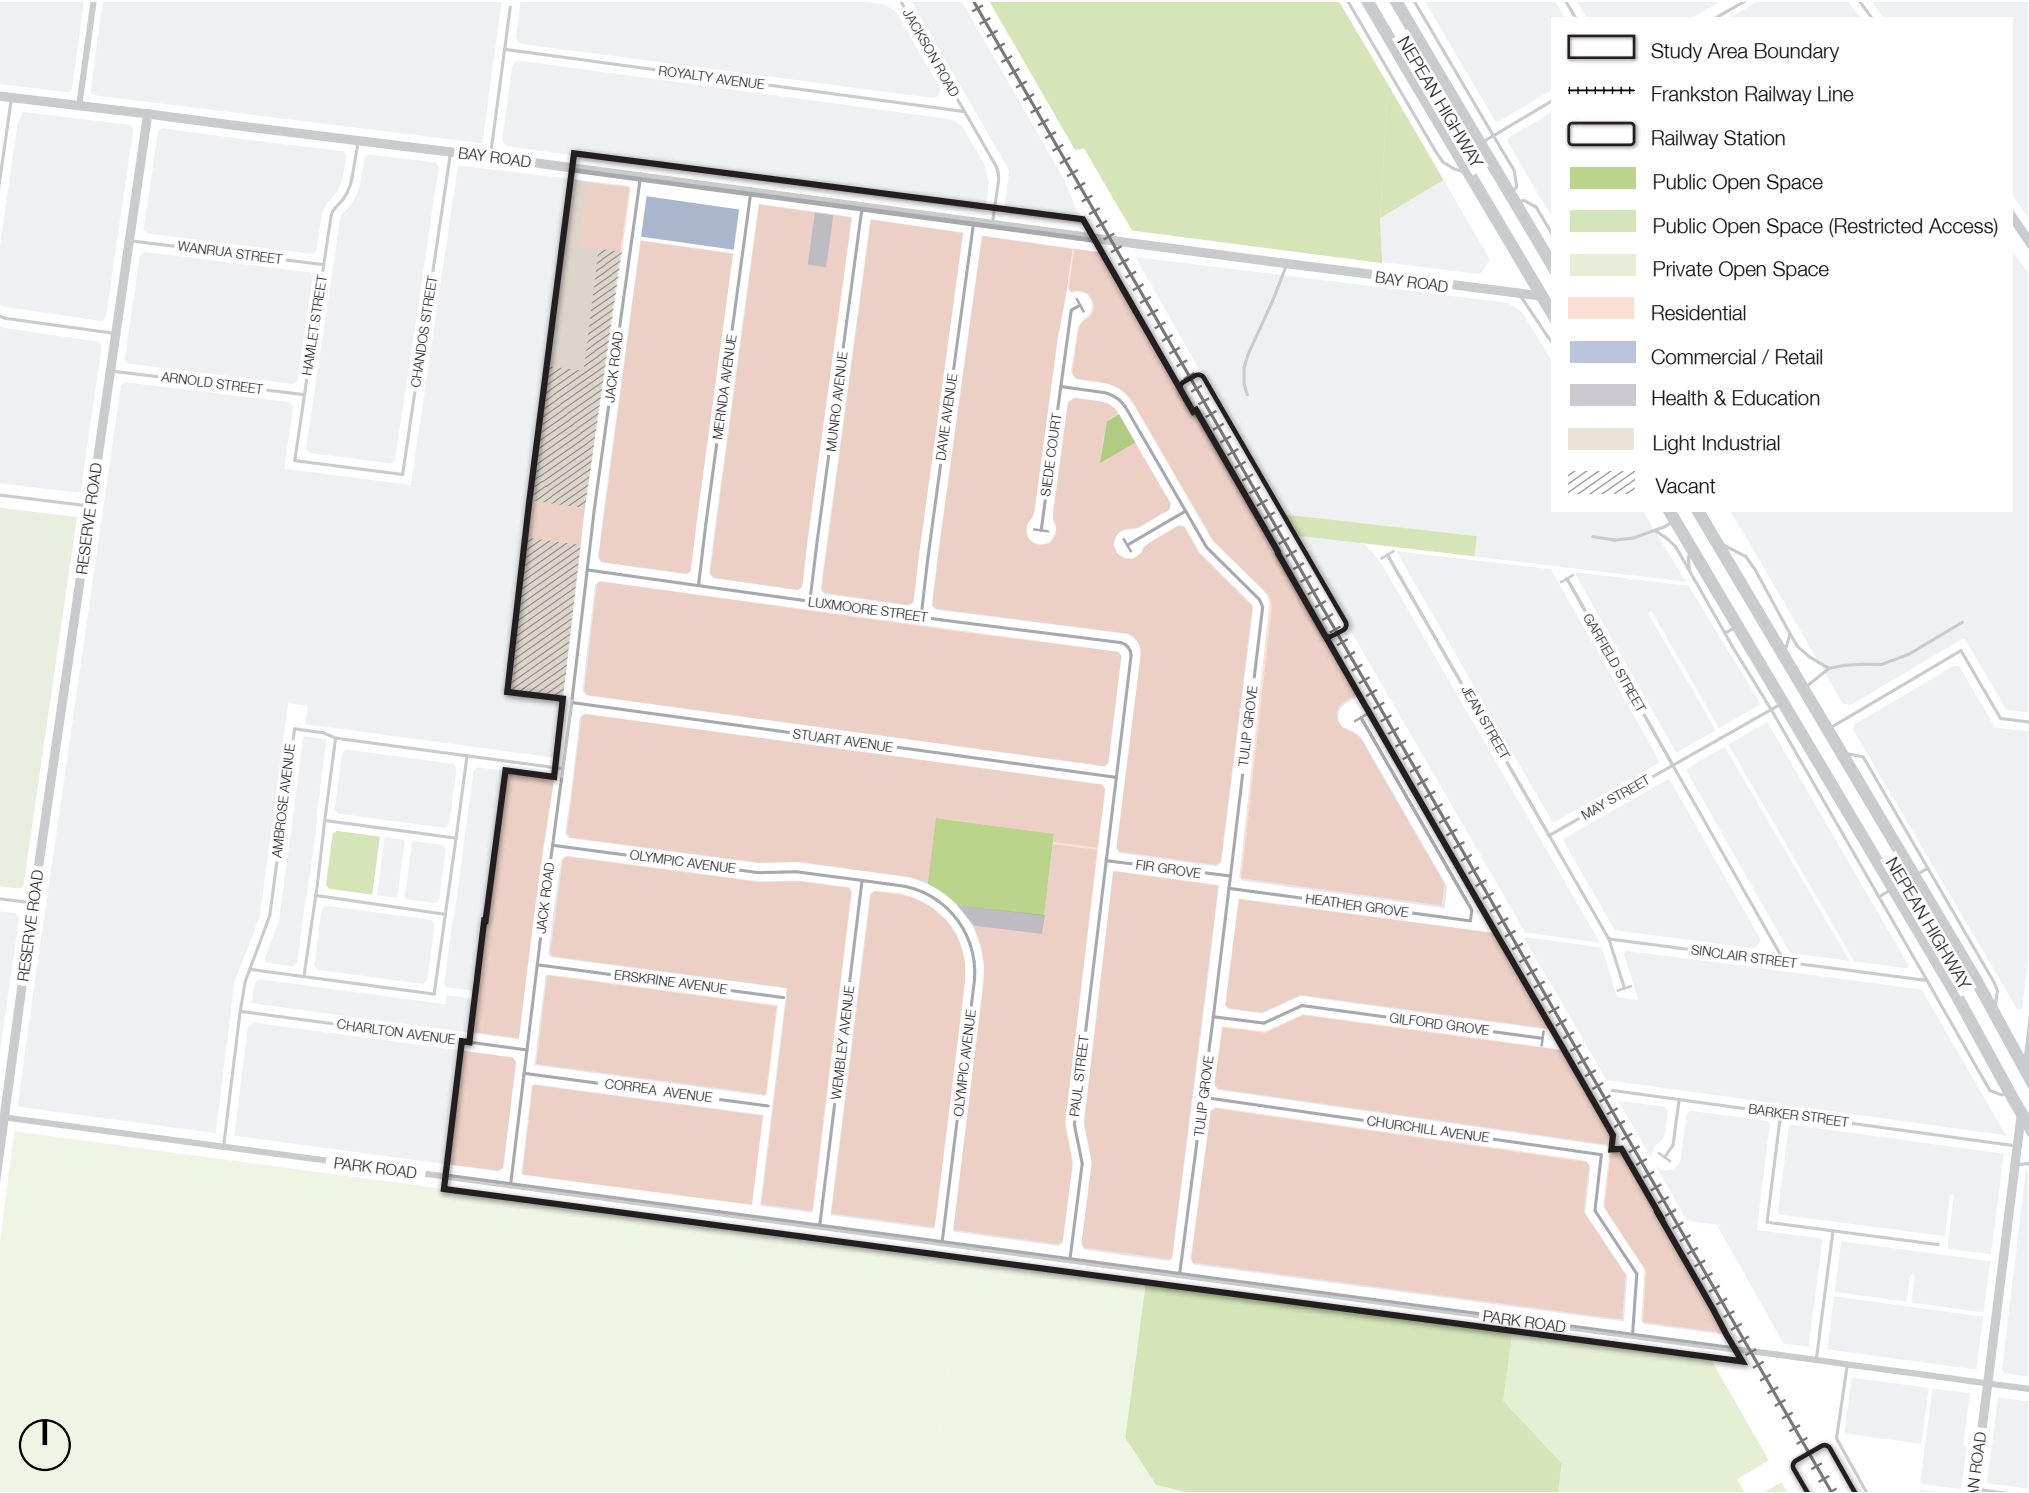 JACKSON ROAD
ROYALTY AVENUE
NEPEAN HIGHWAY
Study Area Boundary
Frankston Railway Line
Railway Station
Public Open Space
Public Open Space (Restricted Access)
Private Open Space
Residential
Commercial / Retail
Health & Education
Light Industrial
Vacant
BAY ROAD
BAY ROAD
WANRUA STREET
HAMLET STREET
CHANDOS STREET
ARNOLD STREET
RESERVE ROAD
JACK ROAD
MERNDA AVENUE
MUNRO AVENUE
DAVIE AVENUE
SIEDE COURT
LUXMOORE STREET
STUART AVENUE
TULIP GROVE
JEAN STREET
GARFIELD STREET
MAY STREET
AMBROSE AVENUE
RESERVE ROAD
JACK ROAD
OLYMPIC AVENUE
FIR GROVE
HEATHER GROVE
NEPEAN HIGHWAY
SINCLAIR STREET
ERSKINE AVENUE
WEMBLEY AVENUE
OLYMPIC AVENUE
PAUL STREET
TULIP GROVE
GILFORD GROVE
CHARLTON AVENUE
CORREA AVENUE
CHURCHILL AVENUE
BARKER STREET
PARK ROAD
PARK ROAD
AN ROAD